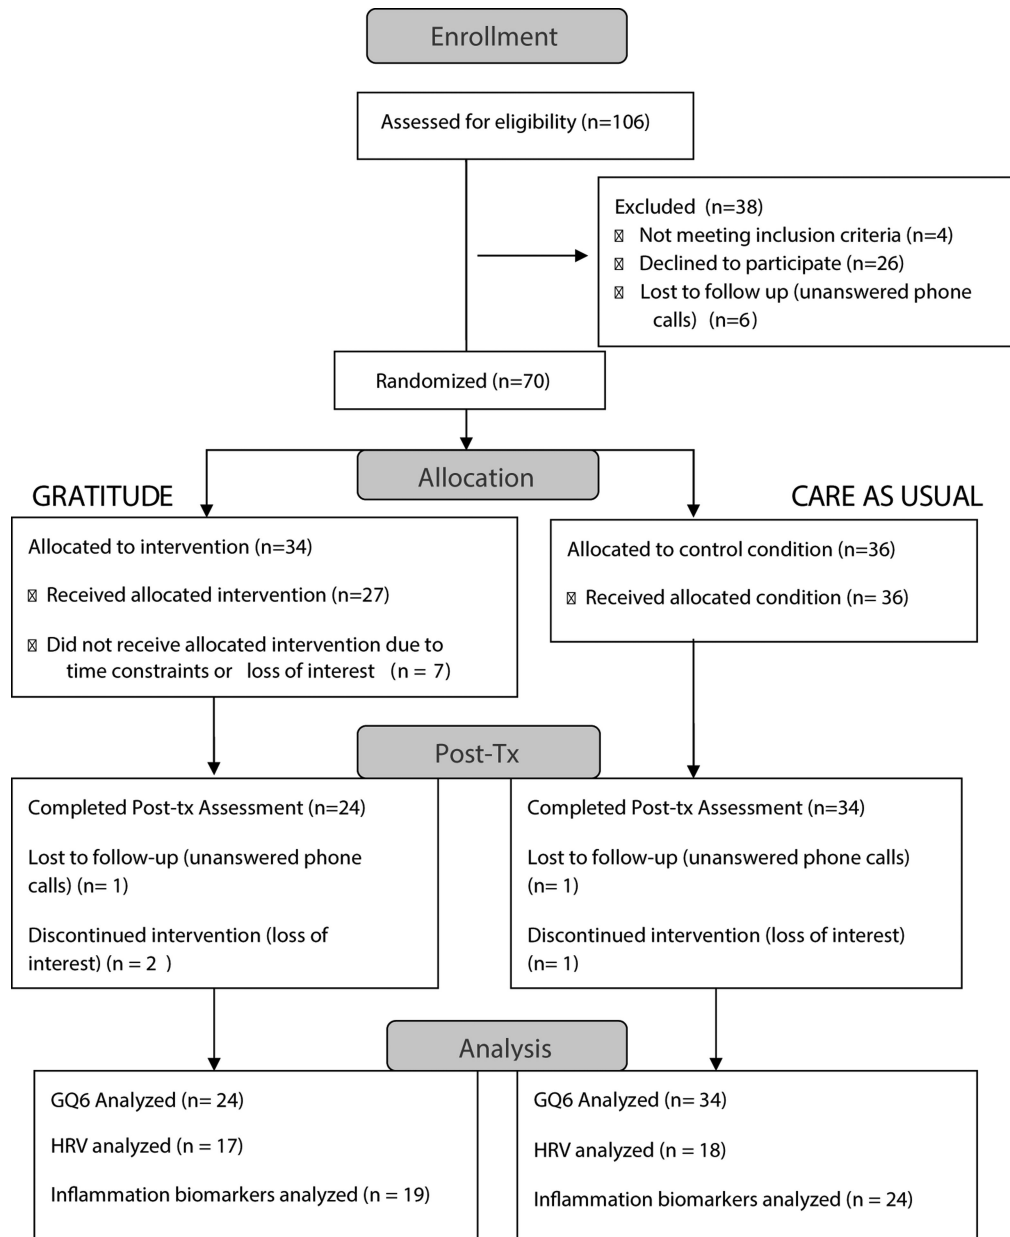 Enrollment
Assessed for eligibility (n=106)
Excluded (n=38)
Not meeting inclusion criteria (n=4)
Declined to participate (n=26)
Lost to follow up (unanswered phone
calls) (n=6)
Randomized (n=70)
Allocation
GRATITUDE
Allocated to intervention (n=34)
Received allocated intervention (n=27)
Did not receive allocated intervention due to
time constraints or loss of interest (n = 7)
CARE AS USUAL
Allocated to control condition (n=36)
Received allocated condition (n= 36)
Post-Tx
Completed Post-tx Assessment (n=24)
Lost to follow-up (unanswered phone
calls) (n= 1)
Discontinued intervention (loss of
interest) (n = 2 )
Completed Post-tx Assessment (n=34)
Lost to follow-up (unanswered phone calls)
(n= 1)
Discontinued intervention (loss of interest)
(n= 1)
Analysis
GQ6 Analyzed (n= 24)
HRV analyzed (n = 17)
Inflammation biomarkers analyzed (n = 19)
GQ6 Analyzed (n= 34)
HRV analyzed (n = 18)
Inflammation biomarkers analyzed (n = 24)